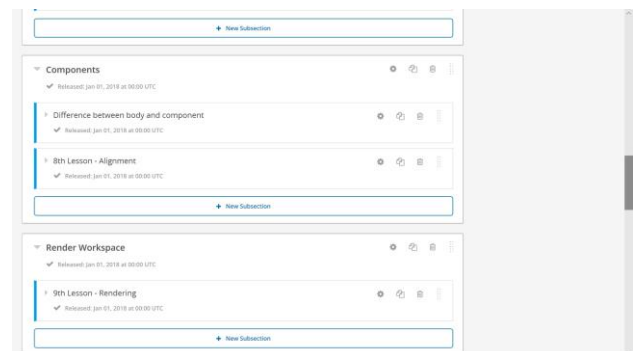 + New Subsection
Components
Released: Jan 01, 2018 at 00:00 UTC
Difference between body and component
Released: Jan 01, 2018 at 00:00 UTC
8th Lesson - Alignment
Released: Jan 01, 2018 at 00:00 UTC
+ New Subsection
Render Workspace
Released: Jan 01, 2018 at 00:00 UTC
9th Lesson - Rendering
Released: Jan 01, 2018 at 00:00 UTC
+ New Subsection